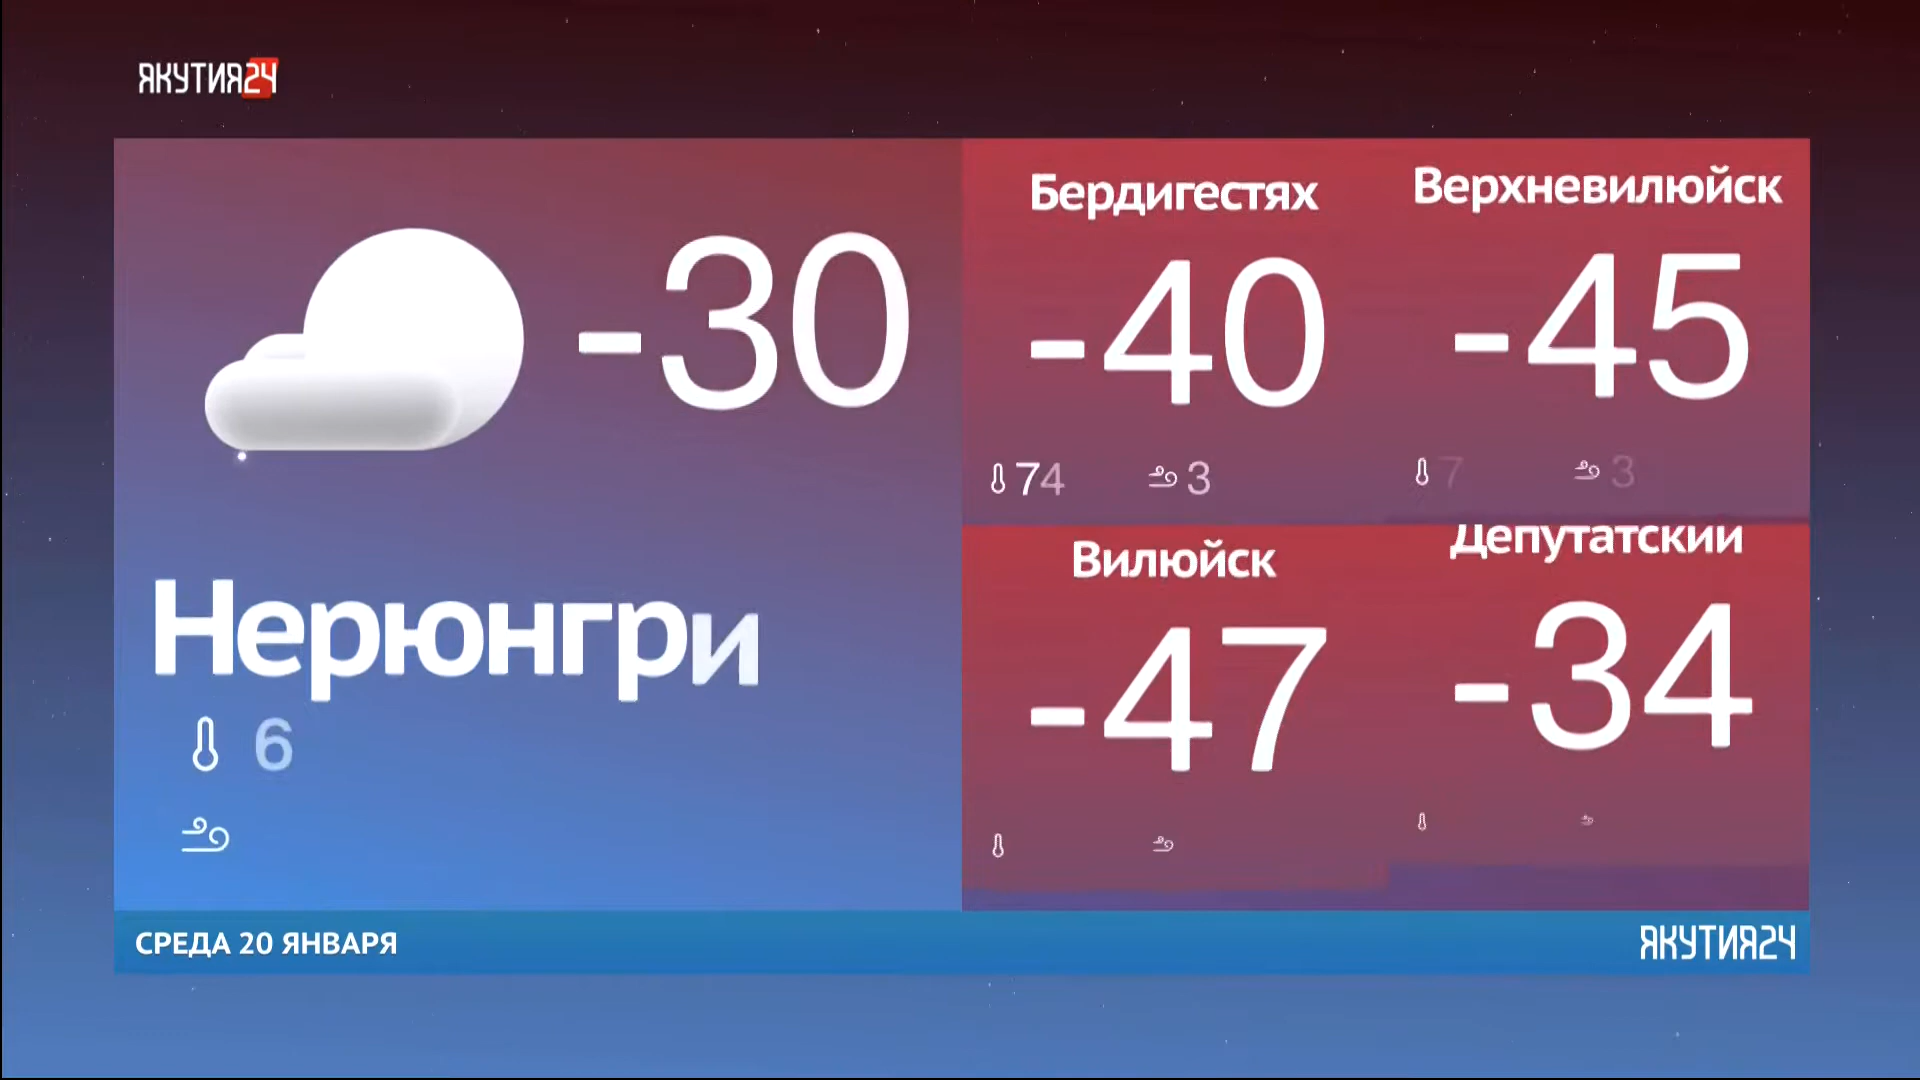 ЯКУТИЯ24
-30
Нерюнгри
6
Бердигестях
-40
74 3
Верхневилюйск
-45
7 3
Вилюйск
-47
Депутатский
-34
СРЕДА 20 ЯНВАРЯ
ЯКУТИЯ24